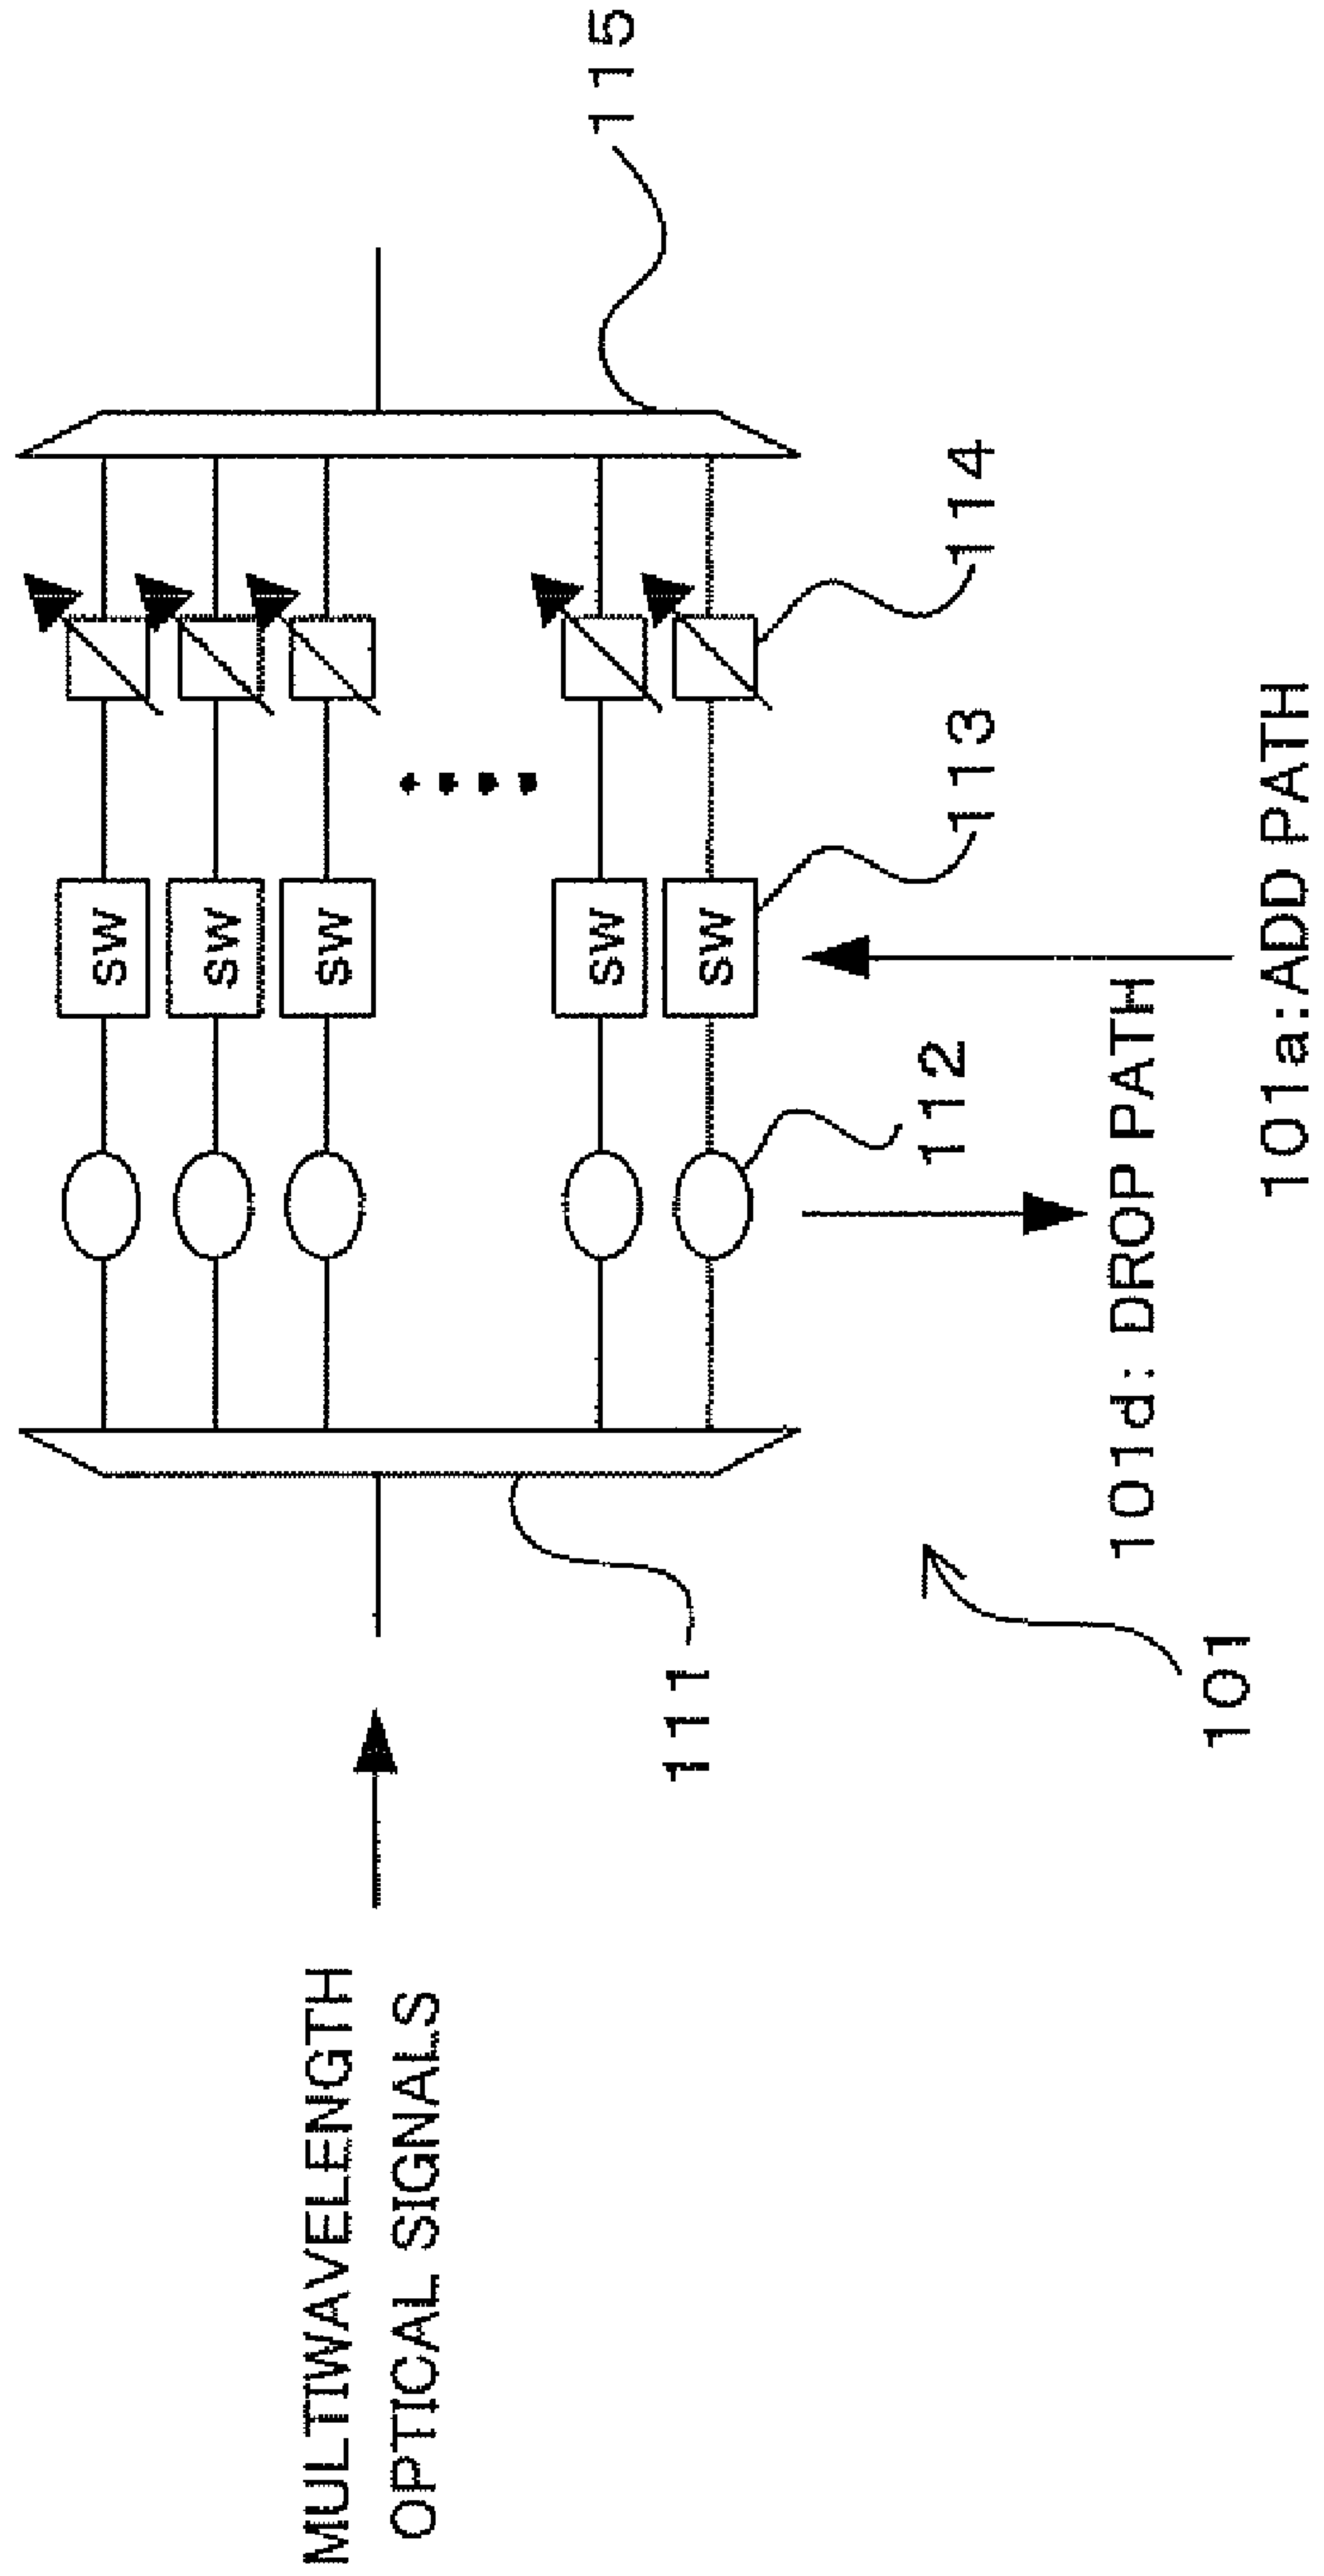 MULTIWAVELENGTH
OPTICAL SIGNALS
111
101
SW
SW
SW
SW
SW
112
113
114
115
101d: DROP PATH
101a:ADD PATH